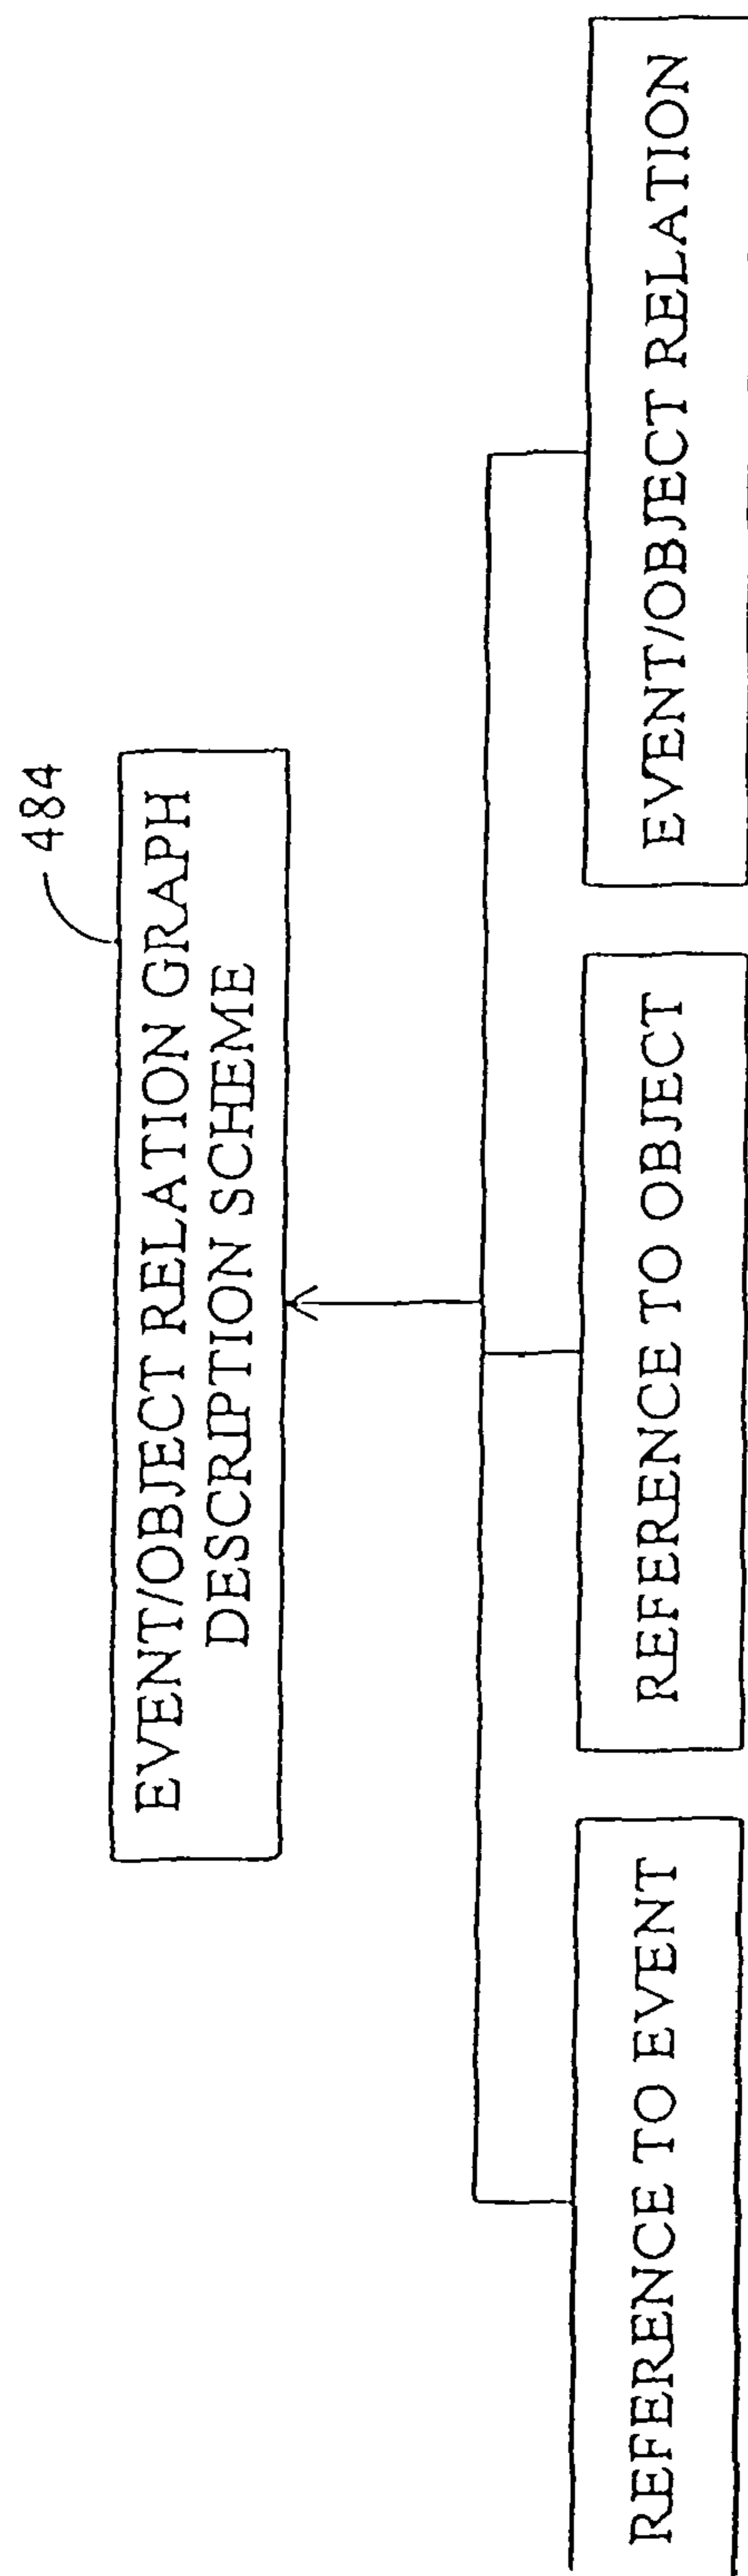 484
EVENT/OBJECT RELATION GRAPH
DESCRIPTION SCHEME
REFERENCE TO EVENT
REFERENCE TO OBJECT
EVENT/OBJECT RELATION